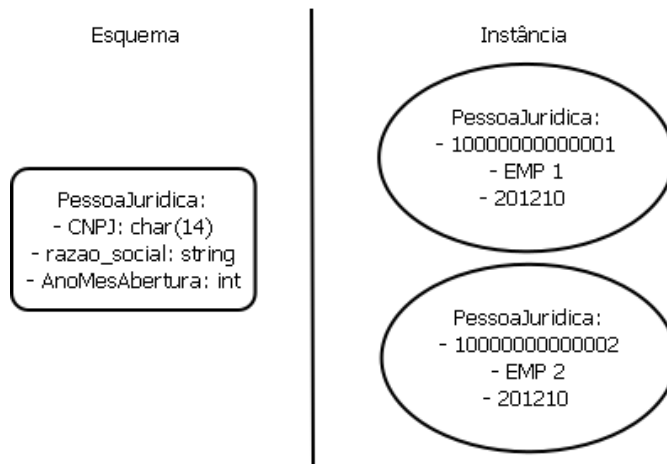 Esquema
PessoaJuridica:
- CNPJ: char(14)
- razao_social: string
- AnoMesAbertura: int
Instância
PessoaJuridica:
- 10000000000001
- EMP 1
- 201210
PessoaJuridica:
- 10000000000002
- EMP 2
- 201210